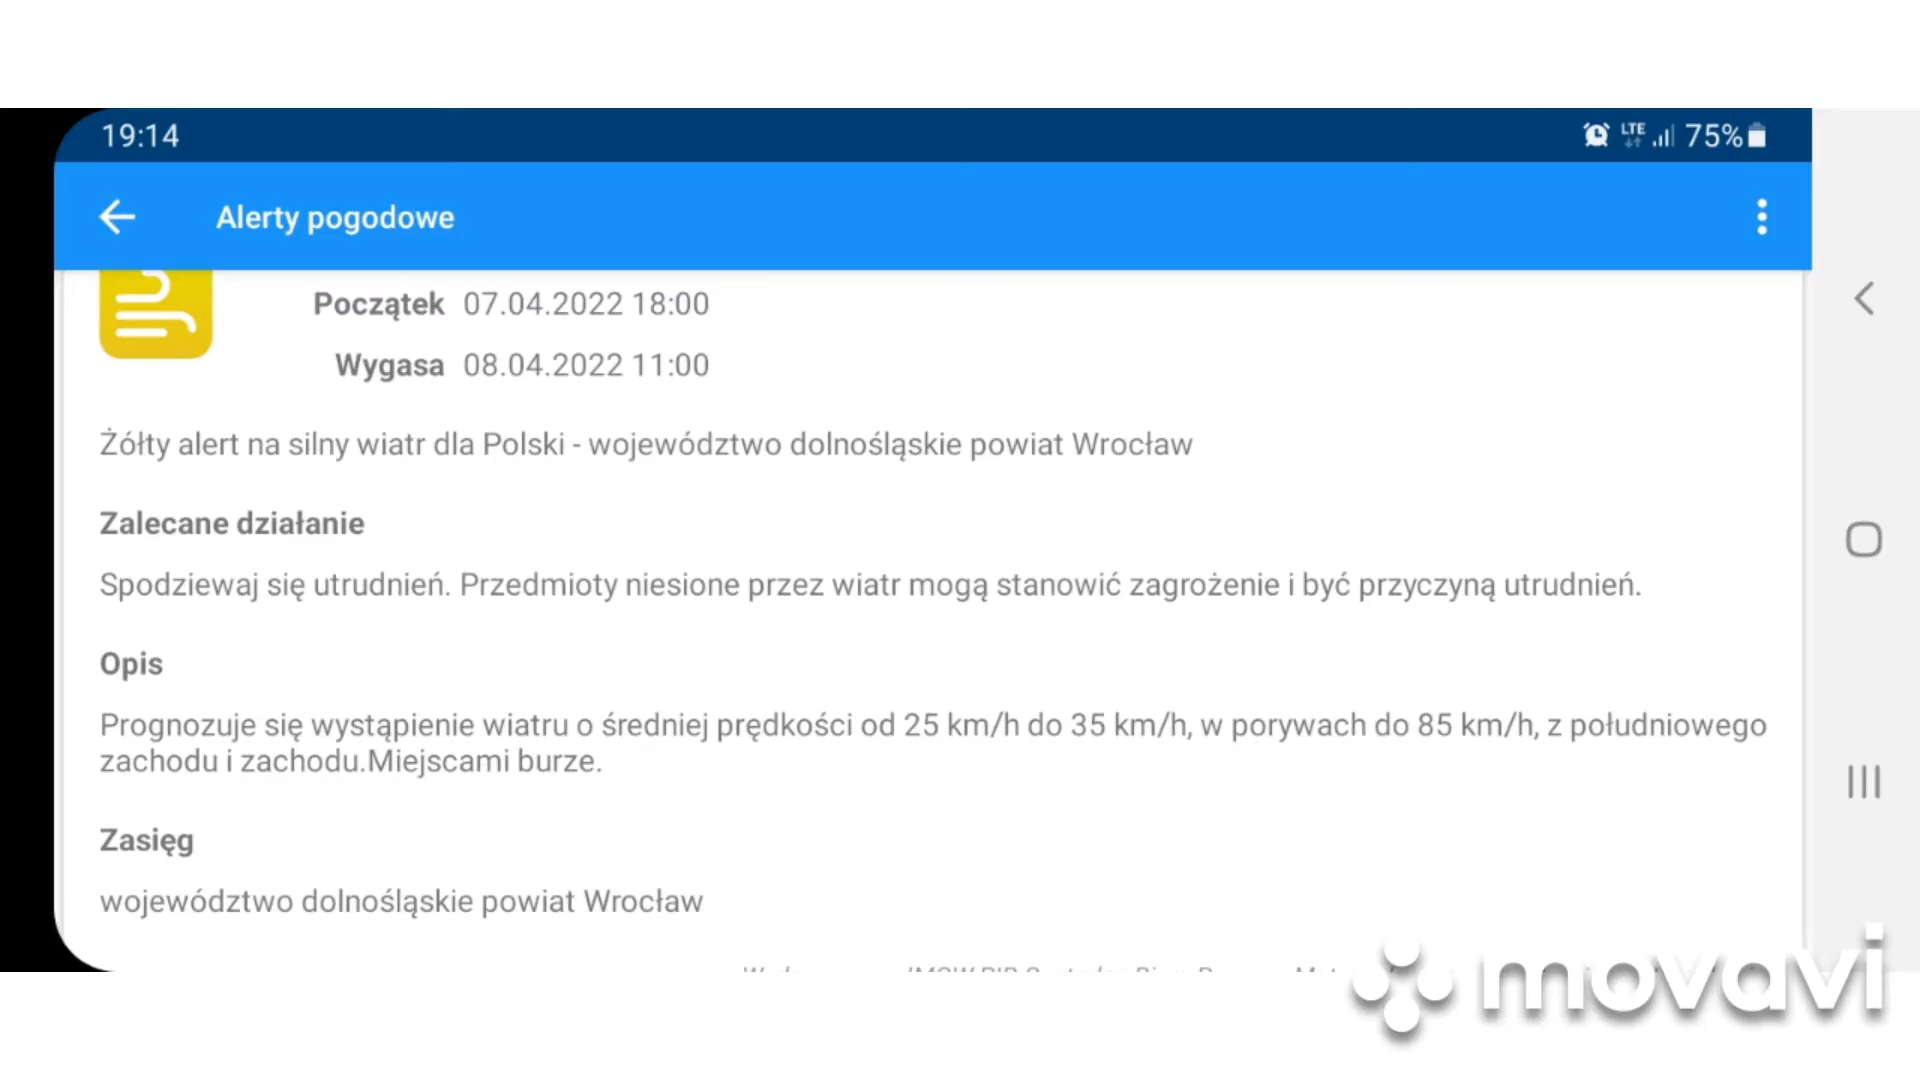 19:14
LTE 75%
Alerty pogodowe
Początek 07.04.2022 18:00
Wygasa 08.04.2022 11:00
Żółty alert na silny wiatr dla Polski - województwo dolnośląskie powiat Wrocław
Zalecane działanie
Spodziewaj się utrudnień. Przedmioty niesione przez wiatr mogą stanowić zagrożenie i być przyczyną utrudnień.
Opis
Prognozuje się wystąpienie wiatru o średniej prędkości od 25 km/h do 35 km/h, w porywach do 85 km/h, z południowego
zachodu i zachodu.Miejscami burze.
Zasięg
województwo dolnośląskie powiat Wrocław
movavi